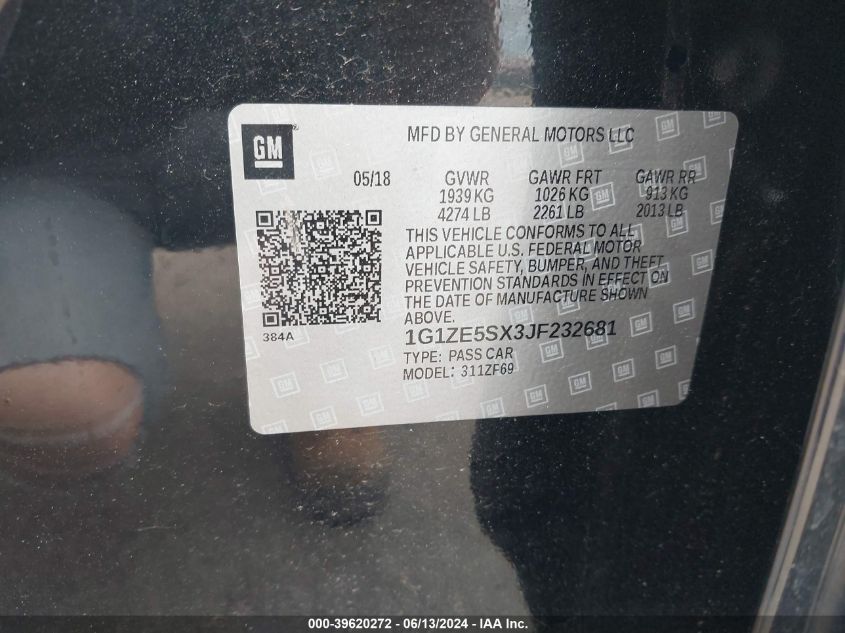 GM
MFD BY GENERAL MOTORS LLC
05/18 GVWR GAWR FRT GAWR RR
1939 KG 1026 KG 913 KG
4274 LB 2261 LB 2013 LB
THIS VEHICLE CONFORMS TO ALL
APPLICABLE U.S. FEDERAL MOTOR
VEHICLE SAFETY, BUMPER, AND THEFT
PREVENTION STANDARDS IN EFFECT ON
THE DATE OF MANUFACTURE SHOWN
ABOVE.
384A
1G1ZE5SX3JF232681
TYPE: PASS CAR
MODEL: 311ZF69
000-39620272 - 06/13/2024 - IAA Inc.